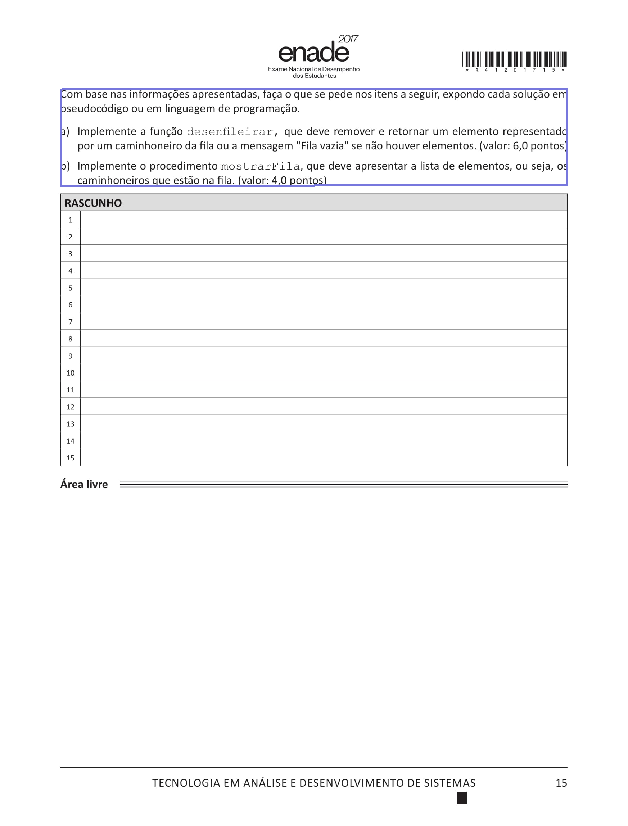 2017
enade
Exame Nacional de Desempenho
dos Estudantes
*R1420171S*
Com base nas informações apresentadas, faça o que se pede nos itens a seguir, expondo cada solução em
pseudocódigo ou em linguagem de programação.
a) Implemente a função desenfileirar, que deve remover e retornar um elemento representado
por um caminhoneiro da fila ou a mensagem "Fila vazia" se não houver elementos. (valor: 6,0 pontos)
b) Implemente o procedimento mostrarFila, que deve apresentar a lista de elementos, ou seja, os
caminhoneiros que estão na fila. (valor: 4,0 pontos)
RASCUNHO
1
2
3
4
5
6
7
8
9
10
11
12
13
14
15
Área livre
TECNOLOGIA EM ANÁLISE E DESENVOLVIMENTO DE SISTEMAS 15